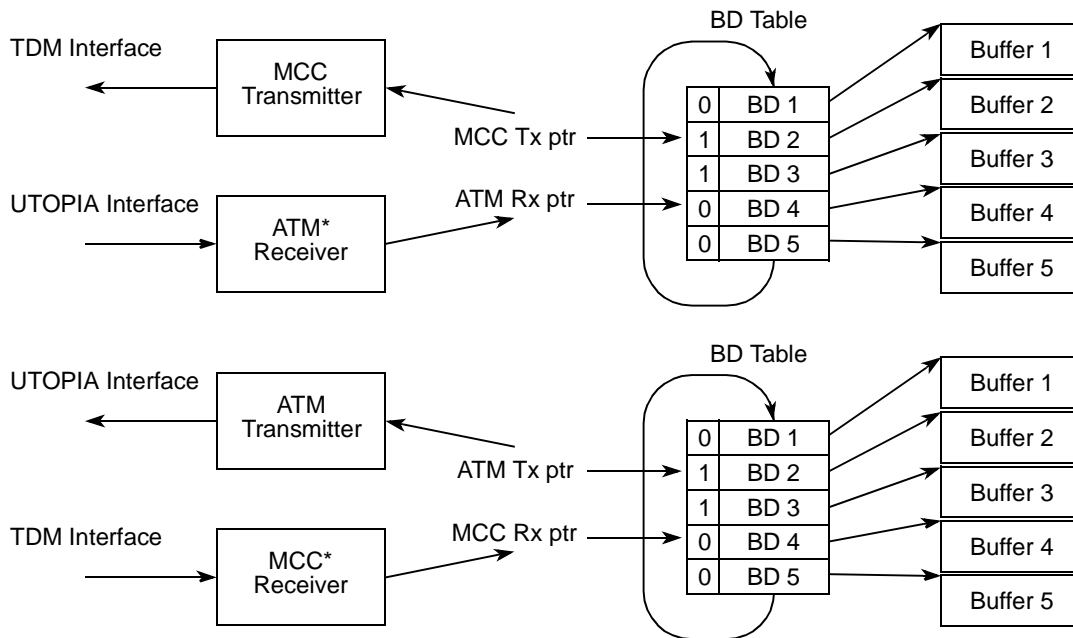 BD Table
TDM Interface
MCC
Transmitter
MCC Tx ptr
UTOPIA Interface
ATM*
Receiver
ATM Rx ptr
0 BD 1
1 BD 2
1 BD 3
0 BD 4
0 BD 5
Buffer 1
Buffer 2
Buffer 3
Buffer 4
Buffer 5
BD Table
UTOPIA Interface
ATM
Transmitter
ATM Tx ptr
TDM Interface
MCC*
Receiver
MCC Rx ptr
0 BD 1
1 BD 2
1 BD 3
0 BD 4
0 BD 5
Buffer 1
Buffer 2
Buffer 3
Buffer 4
Buffer 5